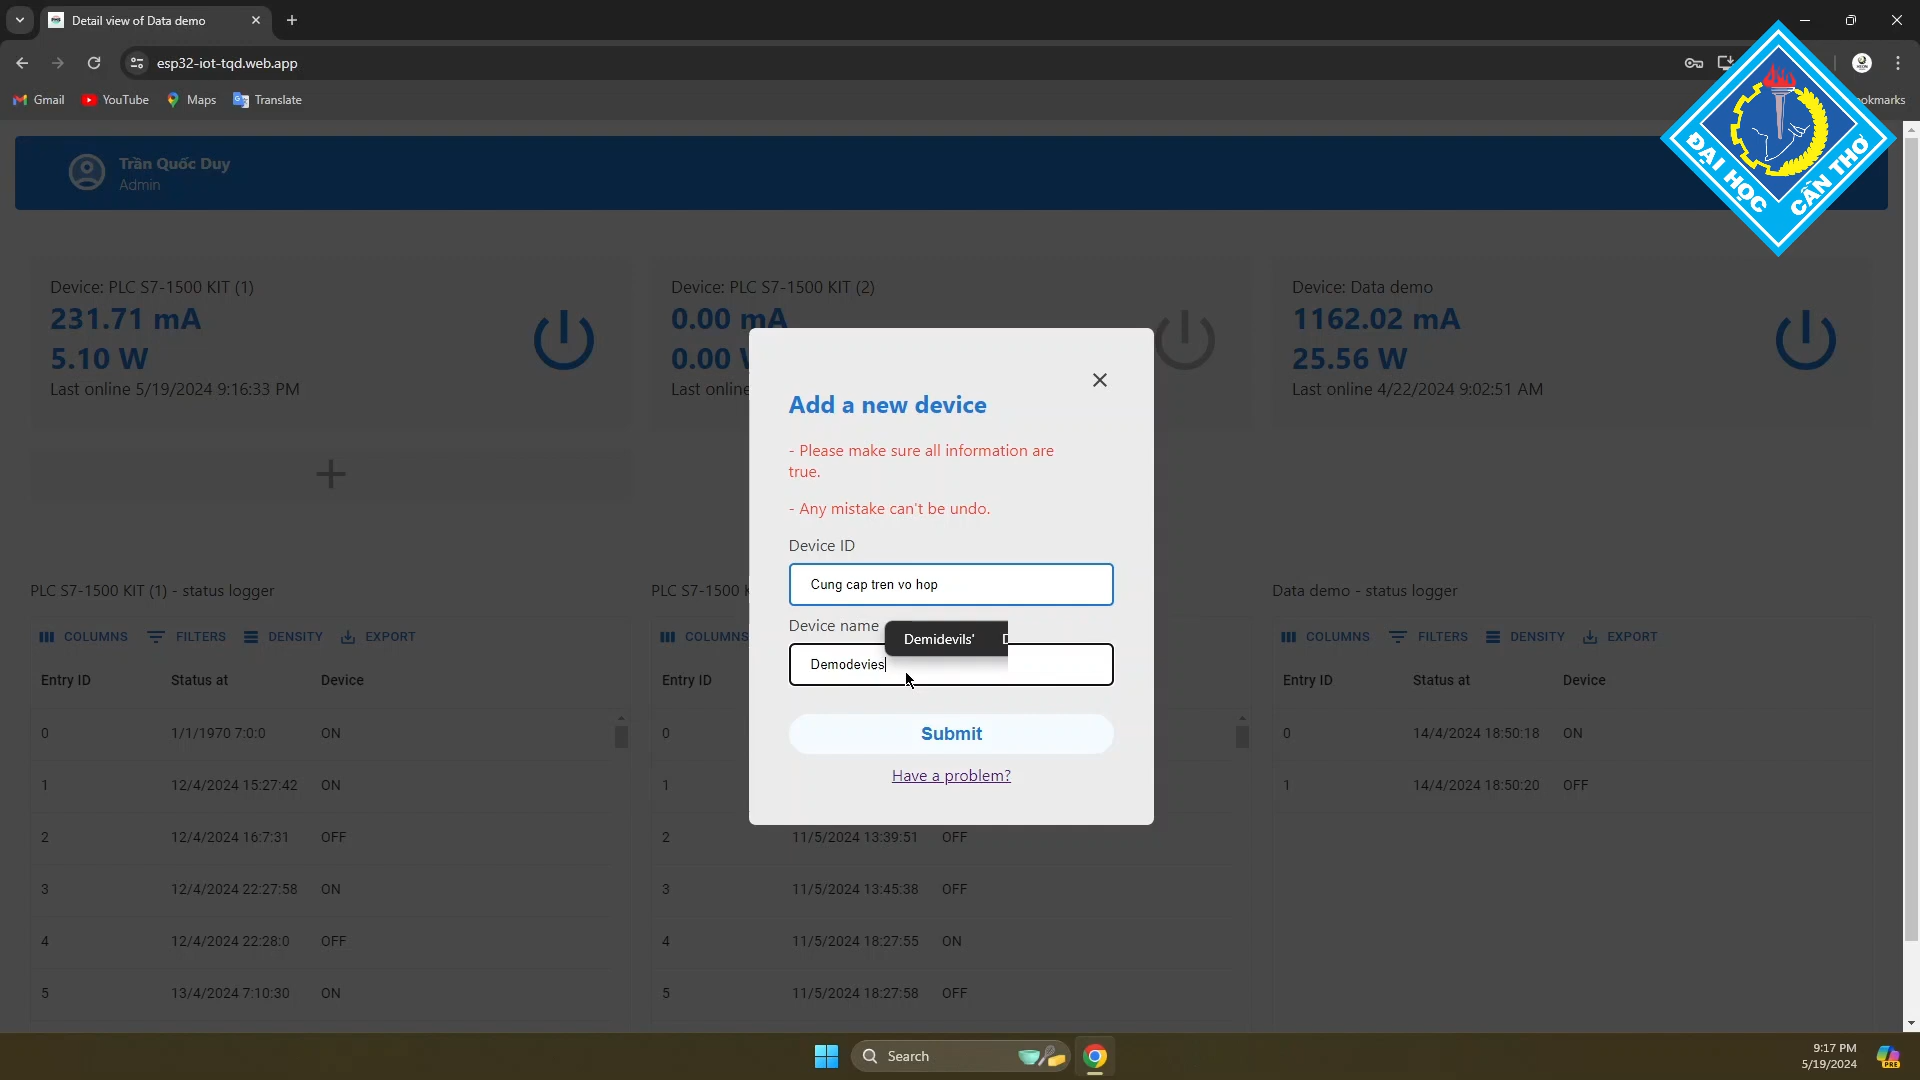 Detail view of Data demo
esp32-iot-tqd.web.app
Gmail
YouTube
Maps
Translate
ookmarks
ĐẠI HỌC CẦN THƠ
Trần Quốc Duy
Admin
Device: PLC S7-1500 KIT (1)
231.71 mA
5.10 W
Last online 5/19/2024 9:16:33 PM
Device: PLC S7-1500 KIT (2)
0.00 mA
0.00 W
Last online
Device: Data demo
1162.02 mA
25.56 W
Last online 4/22/2024 9:02:51 AM
Add a new device
- Please make sure all information are
true.
- Any mistake can't be undo.
Device ID
Cung cap tren vo hop
Device name
Demidevils' D
Demodevies
Submit
Have a problem?
PLC S7-1500 KIT (1) - status logger
COLUMNS FILTERS DENSITY EXPORT
Entry ID Status at Device
0 1/1/1970 7:0:0 ON
1 12/4/2024 15:27:42 ON
2 12/4/2024 16:7:31 OFF
3 12/4/2024 22:27:58 ON
4 12/4/2024 22:28:0 OFF
5 13/4/2024 7:10:30 ON
PLC S7-1500 K
COLUMNS
Entry ID
0
1
2 11/5/2024 13:39:51 OFF
3 11/5/2024 13:45:38 OFF
4 11/5/2024 18:27:55 ON
5 11/5/2024 18:27:58 OFF
Data demo - status logger
COLUMNS FILTERS DENSITY EXPORT
Entry ID Status at Device
0 14/4/2024 18:50:18 ON
1 14/4/2024 18:50:20 OFF
Search
9:17 PM
5/19/2024
PRE